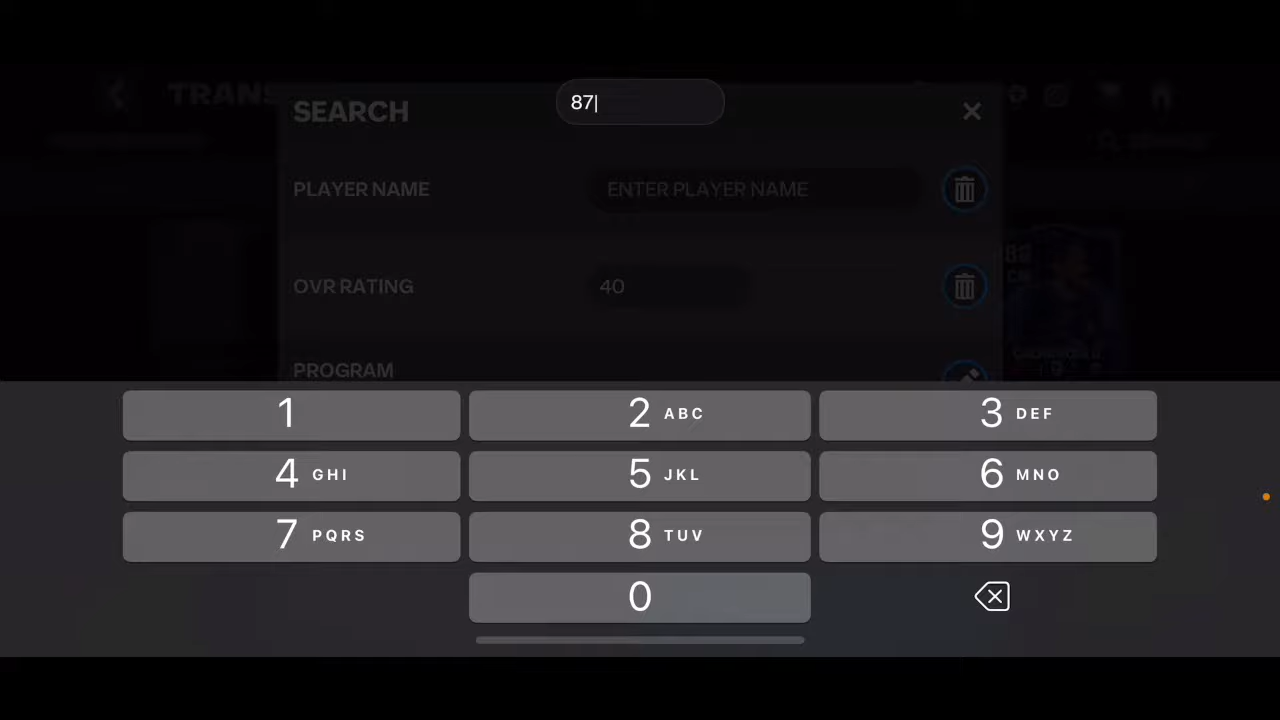 TRANS
SEARCH
87
PLAYER NAME
ENTER PLAYER NAME
OVR RATING
40
PROGRAM
1
2 ABC
3 DEF
4 GHI
5 JKL
6 MNO
7 PQRS
8 TUV
9 WXYZ
0